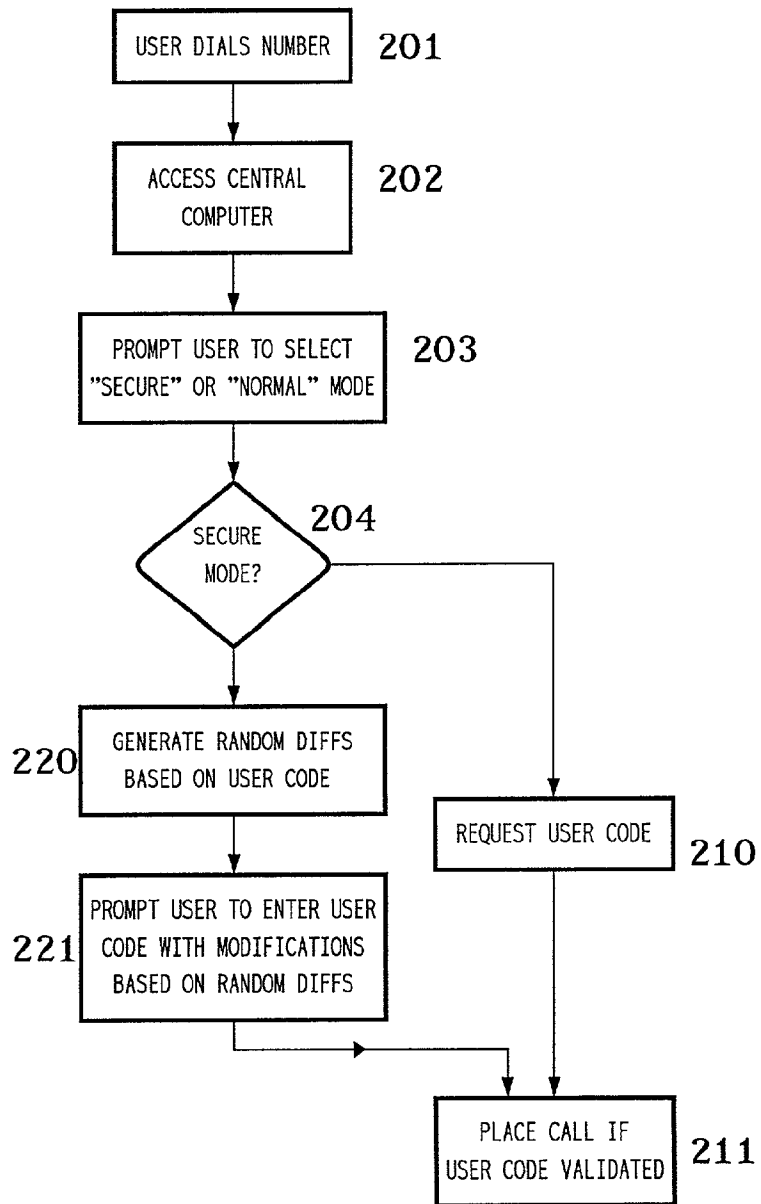 USER DIALS NUMBER
201
ACCESS CENTRAL
COMPUTER
202
PROMPT USER TO SELECT
"SECURE" OR "NORMAL" MODE
203
SECURE
MODE?
204
220
GENERATE RANDOM DIFFS
BASED ON USER CODE
REQUEST USER CODE
210
221
PROMPT USER TO ENTER USER
CODE WITH MODIFICATIONS
BASED ON RANDOM DIFFS
PLACE CALL IF
USER CODE VALIDATED
211